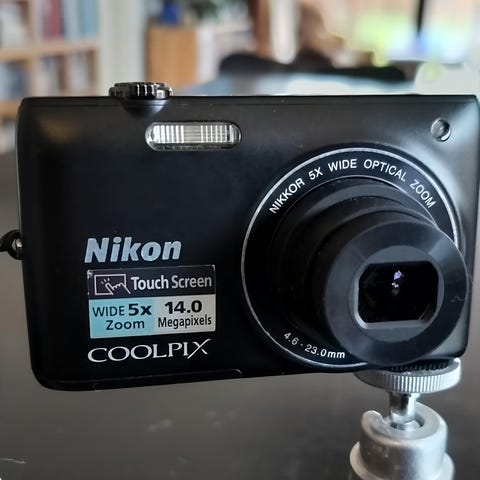 NIKKOR 5X WIDE OPTICAL ZOOM
Nikon
Touch Screen
WIDE 5x 14.0
Zoom Megapixels
COOLPIX
4.6-23.0mm